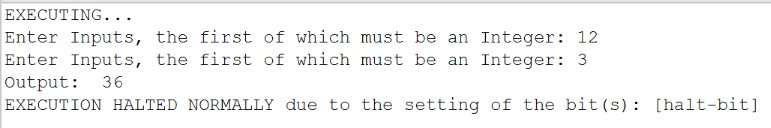 EXECUTING...
Enter Inputs, the first of which must be an Integer: 12
Enter Inputs, the first of which must be an Integer: 3
Output:  36
EXECUTION HALTED NORMALLY due to the setting of the bit(s): [halt-bit]